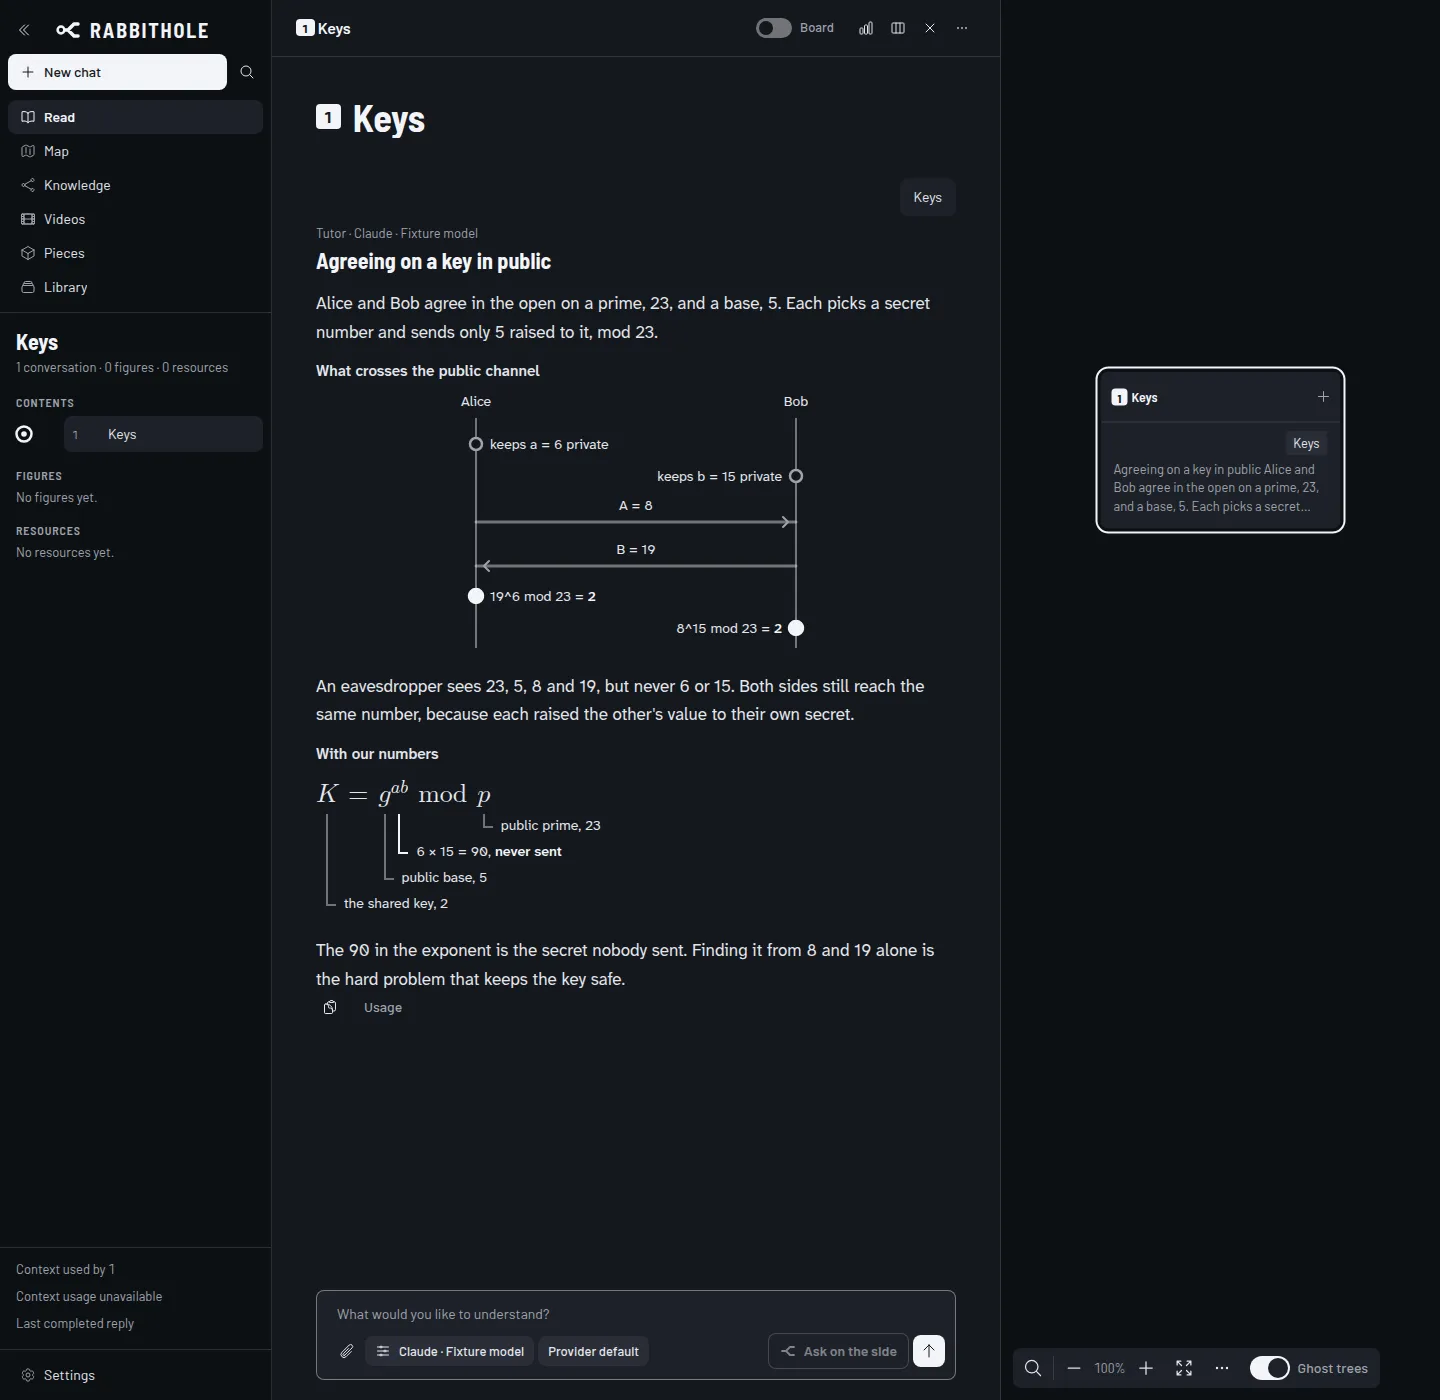 RABBITHOLE
New chat
Read
Map
Knowledge
Videos
Pieces
Library
Keys
1 conversation · 0 figures · 0 resources
CONTENTS
1 Keys
FIGURES
No figures yet.
RESOURCES
No resources yet.
Context used by 1
Context usage unavailable
Last completed reply
Settings
1 Keys
Board
1 Keys
Keys
Tutor · Claude · Fixture model
Agreeing on a key in public
Alice and Bob agree in the open on a prime, 23, and a base, 5. Each picks a secret
number and sends only 5 raised to it, mod 23.
What crosses the public channel
Alice Bob
keeps a = 6 private
keeps b = 15 private
A = 8
B = 19
19^6 mod 23 = 2
8^15 mod 23 = 2
An eavesdropper sees 23, 5, 8 and 19, but never 6 or 15. Both sides still reach the
same number, because each raised the other's value to their own secret.
With our numbers
K = g^{ab} mod p
public prime, 23
6 × 15 = 90, never sent
public base, 5
the shared key, 2
The 90 in the exponent is the secret nobody sent. Finding it from 8 and 19 alone is
the hard problem that keeps the key safe.
Usage
What would you like to understand?
Claude · Fixture model
Provider default
Ask on the side
1 Keys
Keys
Agreeing on a key in public Alice and
Bob agree in the open on a prime, 23,
and a base, 5. Each picks a secret...
100%
Ghost trees